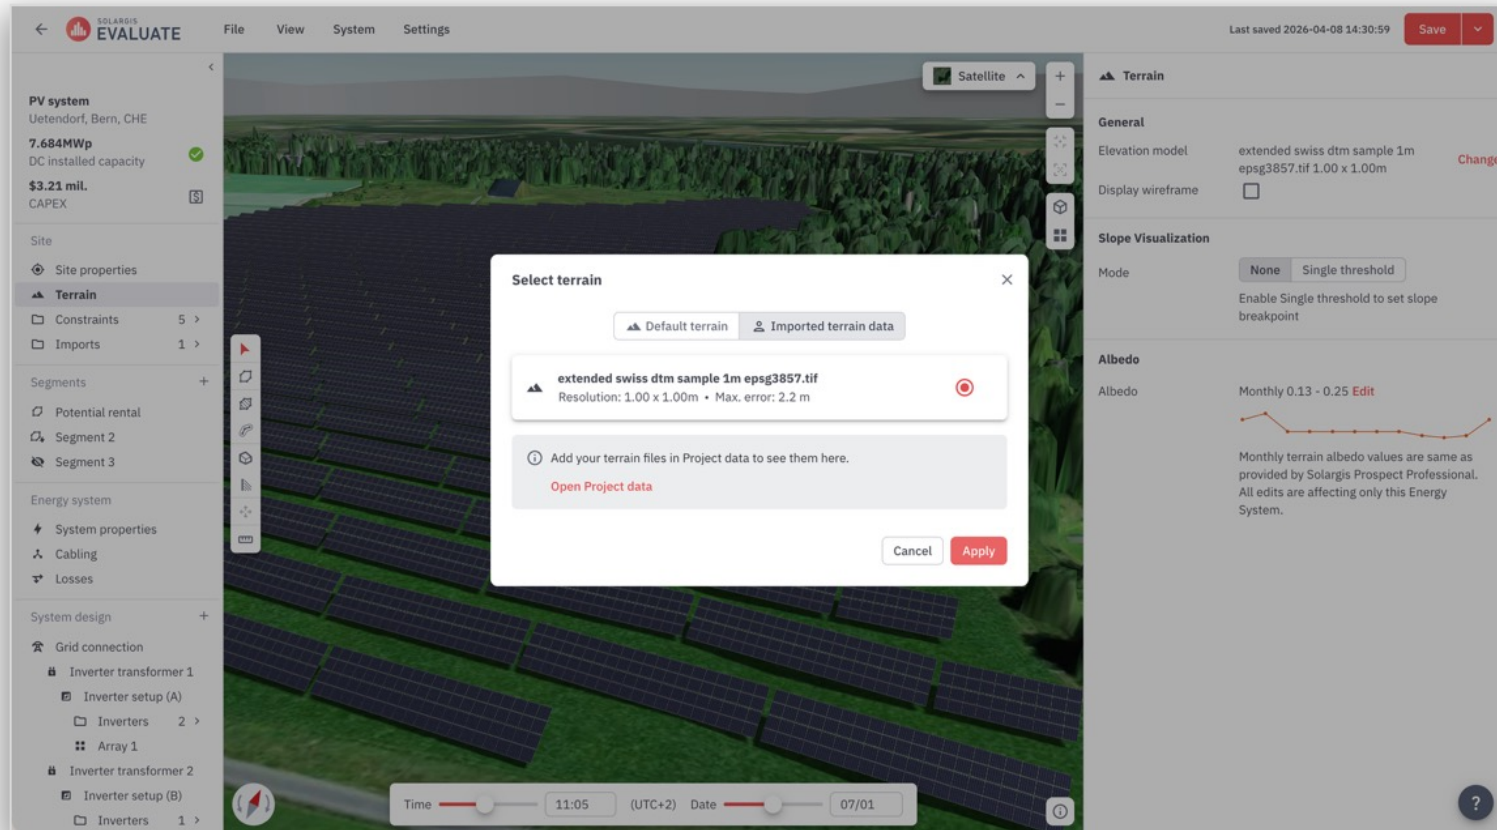 SOLARGIS
EVALUATE
File
View
System
Settings
Last saved 2026-04-08 14:30:59
Save
PV system
Uetendorf, Bern, CHE
7.684MWp
DC installed capacity
$3.21 mil.
CAPEX
Site
Site properties
Terrain
Constraints 5
Imports 1
Segments
Potential rental
Segment 2
Segment 3
Energy system
System properties
Cabling
Losses
System design
Grid connection
Inverter transformer 1
Inverter setup (A)
Inverters 2
Array 1
Inverter transformer 2
Inverter setup (B)
Inverters 1
Satellite
Select terrain
Default terrain
Imported terrain data
extended swiss dtm sample 1m epsg3857.tif
Resolution: 1.00 x 1.00m • Max. error: 2.2 m
Add your terrain files in Project data to see them here.
Open Project data
Cancel
Apply
Time
11:05
(UTC+2)
Date
07/01
Terrain
General
Elevation model
extended swiss dtm sample 1m
epsg3857.tif 1.00 x 1.00m
Change
Display wireframe
Slope Visualization
Mode
None
Single threshold
Enable Single threshold to set slope
breakpoint
Albedo
Albedo
Monthly 0.13 - 0.25 Edit
Monthly terrain albedo values are same as
provided by Solargis Prospect Professional.
All edits are affecting only this Energy
System.
?